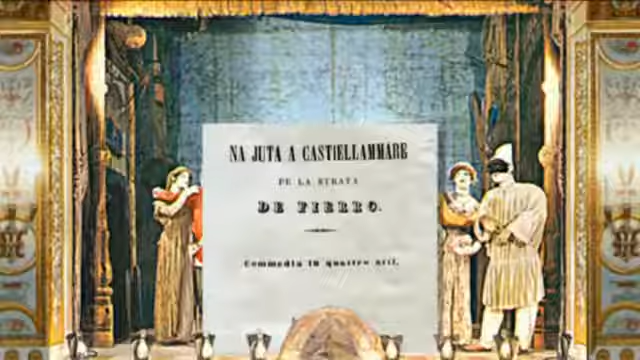 NA JUTA A CASTIELLAMMARE
PE LA STRATA
DE FIERRO.
Commedia in quattro atti.